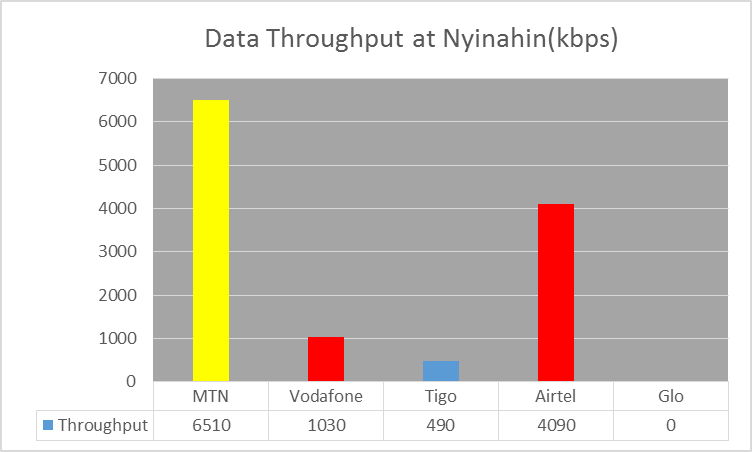 Data Throughput at Nyinahin(kbps)
7000
6000
5000
4000
3000
2000
1000
0
MTN Vodafone Tigo Airtel Glo
Throughput 6510 1030 490 4090 0